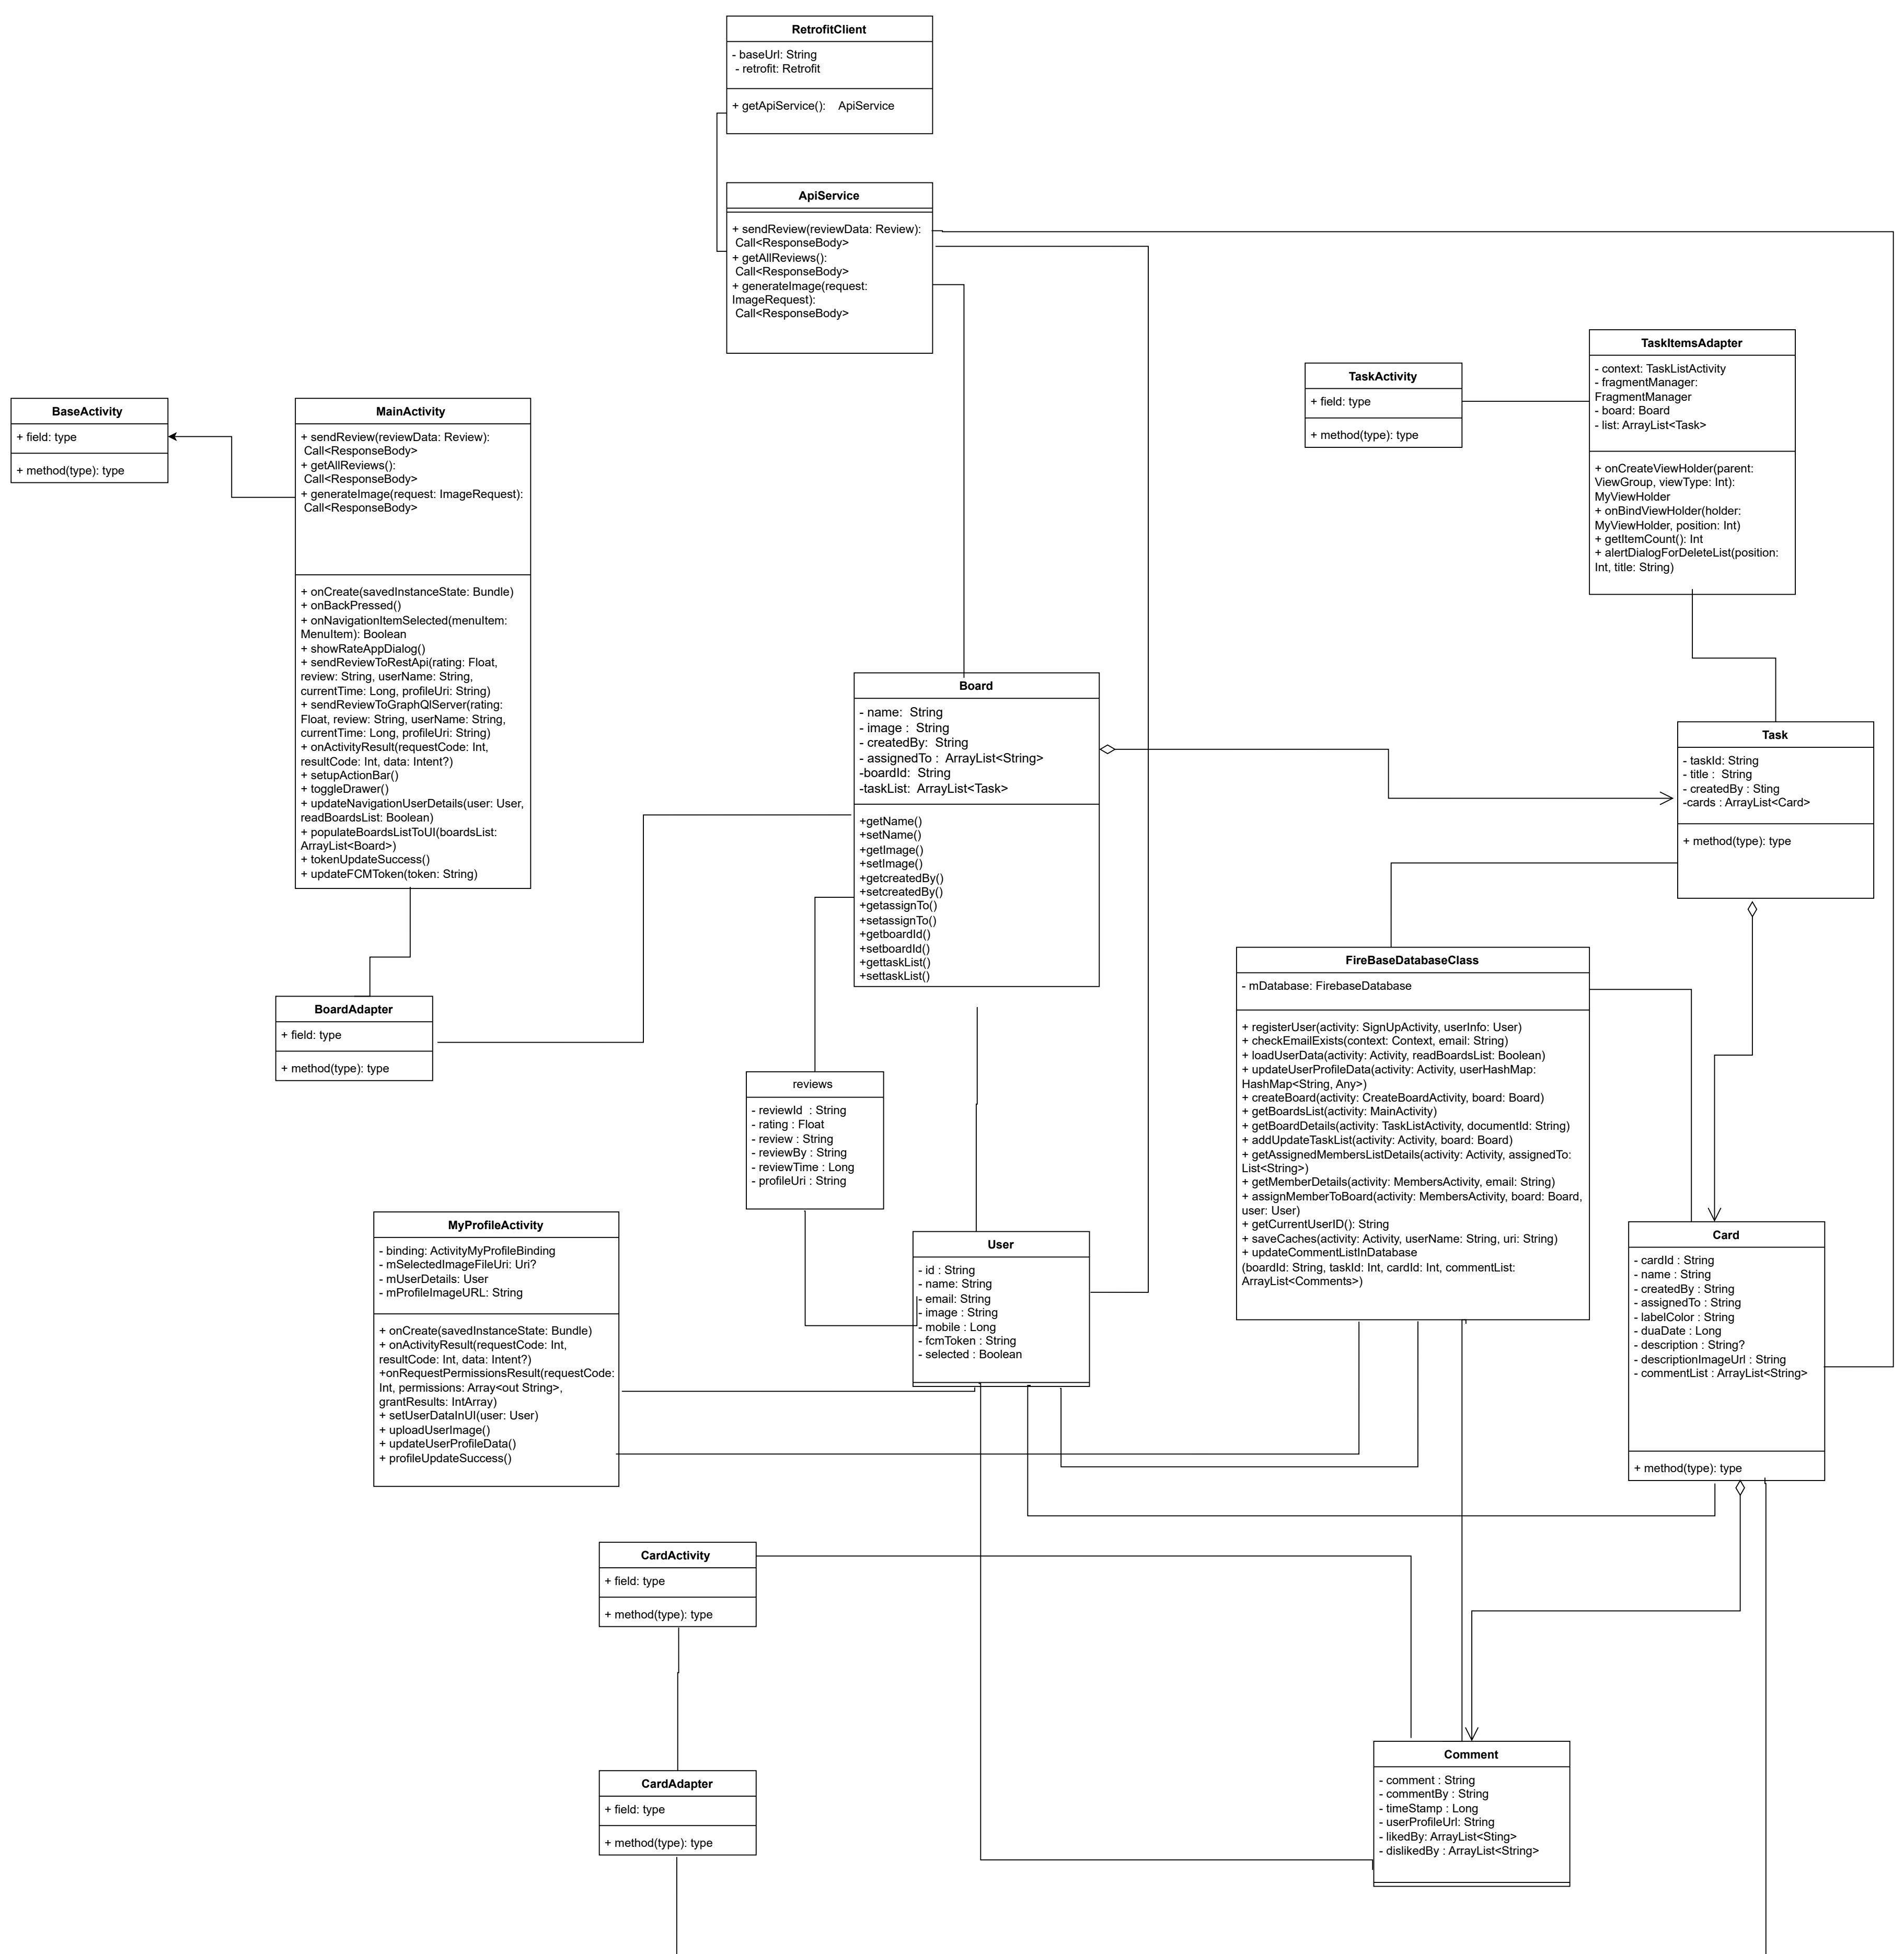 RetrofitClient
- baseUrl: String
- retrofit: Retrofit
+ getApiService():    ApiService
ApiService
+ sendReview(reviewData: Review):
Call<ResponseBody>
+ getAllReviews():
Call<ResponseBody>
+ generateImage(request:
ImageRequest):
Call<ResponseBody>
TaskItemsAdapter
- context: TaskListActivity
- fragmentManager:
FragmentManager
- board: Board
- list: ArrayList<Task>
+ onCreateViewHolder(parent:
ViewGroup, viewType: Int):
MyViewHolder
+ onBindViewHolder(holder:
MyViewHolder, position: Int)
+ getItemCount(): Int
+ alertDialogForDeleteList(position:
Int, title: String)
TaskActivity
+ field: type
+ method(type): type
BaseActivity
+ field: type
+ method(type): type
MainActivity
+ sendReview(reviewData: Review):
Call<ResponseBody>
+ getAllReviews():
Call<ResponseBody>
+ generateImage(request: ImageRequest):
Call<ResponseBody>
+ onCreate(savedInstanceState: Bundle)
+ onBackPressed()
+ onNavigationItemSelected(menuItem:
MenuItem): Boolean
+ showRateAppDialog()
+ sendReviewToRestApi(rating: Float,
review: String, userName: String,
currentTime: Long, profileUri: String)
+ sendReviewToGraphQlServer(rating:
Float, review: String, userName: String,
currentTime: Long, profileUri: String)
+ onActivityResult(requestCode: Int,
resultCode: Int, data: Intent?)
+ setupActionBar()
+ toggleDrawer()
+ updateNavigationUserDetails(user: User,
readBoardsList: Boolean)
+ populateBoardsListToUI(boardsList:
ArrayList<Board>)
+ tokenUpdateSuccess()
+ updateFCMToken(token: String)
Board
- name:  String
- image :  String
- createdBy:  String
- assignedTo :  ArrayList<String>
-boardId:  String
-taskList:  ArrayList<Task>
+getName()
+setName()
+getImage()
+setImage()
+getcreatedBy()
+setcreatedBy()
+getassignTo()
+setassignTo()
+getboardId()
+setboardId()
+gettaskList()
+settaskList()
Task
- taskId: String
- title :  String
- createdBy : Sting
-cards : ArrayList<Card>
+ method(type): type
FireBaseDatabaseClass
- mDatabase: FirebaseDatabase
+ registerUser(activity: SignUpActivity, userInfo: User)
+ checkEmailExists(context: Context, email: String)
+ loadUserData(activity: Activity, readBoardsList: Boolean)
+ updateUserProfileData(activity: Activity, userHashMap:
HashMap<String, Any>)
+ createBoard(activity: CreateBoardActivity, board: Board)
+ getBoardsList(activity: MainActivity)
+ getBoardDetails(activity: TaskListActivity, documentId: String)
+ addUpdateTaskList(activity: Activity, board: Board)
+ getAssignedMembersListDetails(activity: Activity, assignedTo:
List<String>)
+ getMemberDetails(activity: MembersActivity, email: String)
+ assignMemberToBoard(activity: MembersActivity, board: Board,
user: User)
+ getCurrentUserID(): String
+ saveCaches(activity: Activity, userName: String, uri: String)
+ updateCommentListInDatabase
(boardId: String, taskId: Int, cardId: Int, commentList:
ArrayList<Comments>)
BoardAdapter
+ field: type
+ method(type): type
reviews
- reviewId  : String
- rating : Float
- review : String
- reviewBy : String
- reviewTime : Long
- profileUri : String
MyProfileActivity
- binding: ActivityMyProfileBinding
- mSelectedImageFileUri: Uri?
- mUserDetails: User
- mProfileImageURL: String
+ onCreate(savedInstanceState: Bundle)
+ onActivityResult(requestCode: Int,
resultCode: Int, data: Intent?)
+onRequestPermissionsResult(requestCode:
Int, permissions: Array<out String>,
grantResults: IntArray)
+ setUserDataInUI(user: User)
+ uploadUserImage()
+ updateUserProfileData()
+ profileUpdateSuccess()
User
- id : String
- name: String
- email: String
- image : String
- mobile : Long
- fcmToken : String
- selected : Boolean
Card
- cardId : String
- name : String
- createdBy : String
- assignedTo : String
- labelColor : String
- duaDate : Long
- description : String?
- descriptionImageUrl : String
- commentList : ArrayList<String>
+ method(type): type
CardActivity
+ field: type
+ method(type): type
CardAdapter
+ field: type
+ method(type): type
Comment
- comment : String
- commentBy : String
- timeStamp : Long
- userProfileUrl: String
- likedBy: ArrayList<Sting>
- dislikedBy : ArrayList<String>